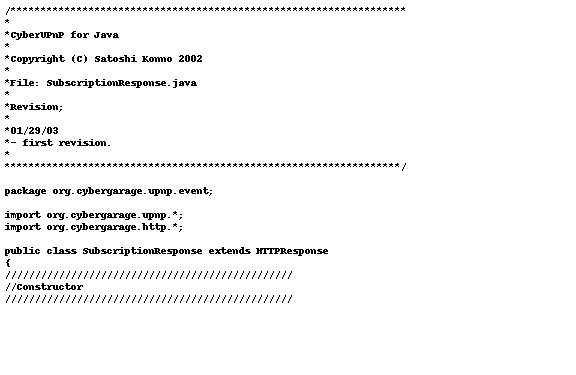 /******************************************************************
*
*CyberUPnP for Java
*
*Copyright (C) Satoshi Konno 2002
*
*File: SubscriptionResponse.java
*
*Revision;
*
*01/29/03
*- first revision.
*
******************************************************************/
package org.cybergarage.upnp.event;
import org.cybergarage.upnp.*;
import org.cybergarage.http.*;
public class SubscriptionResponse extends HTTPResponse
{
////////////////////////////////////////////////
//Constructor
////////////////////////////////////////////////